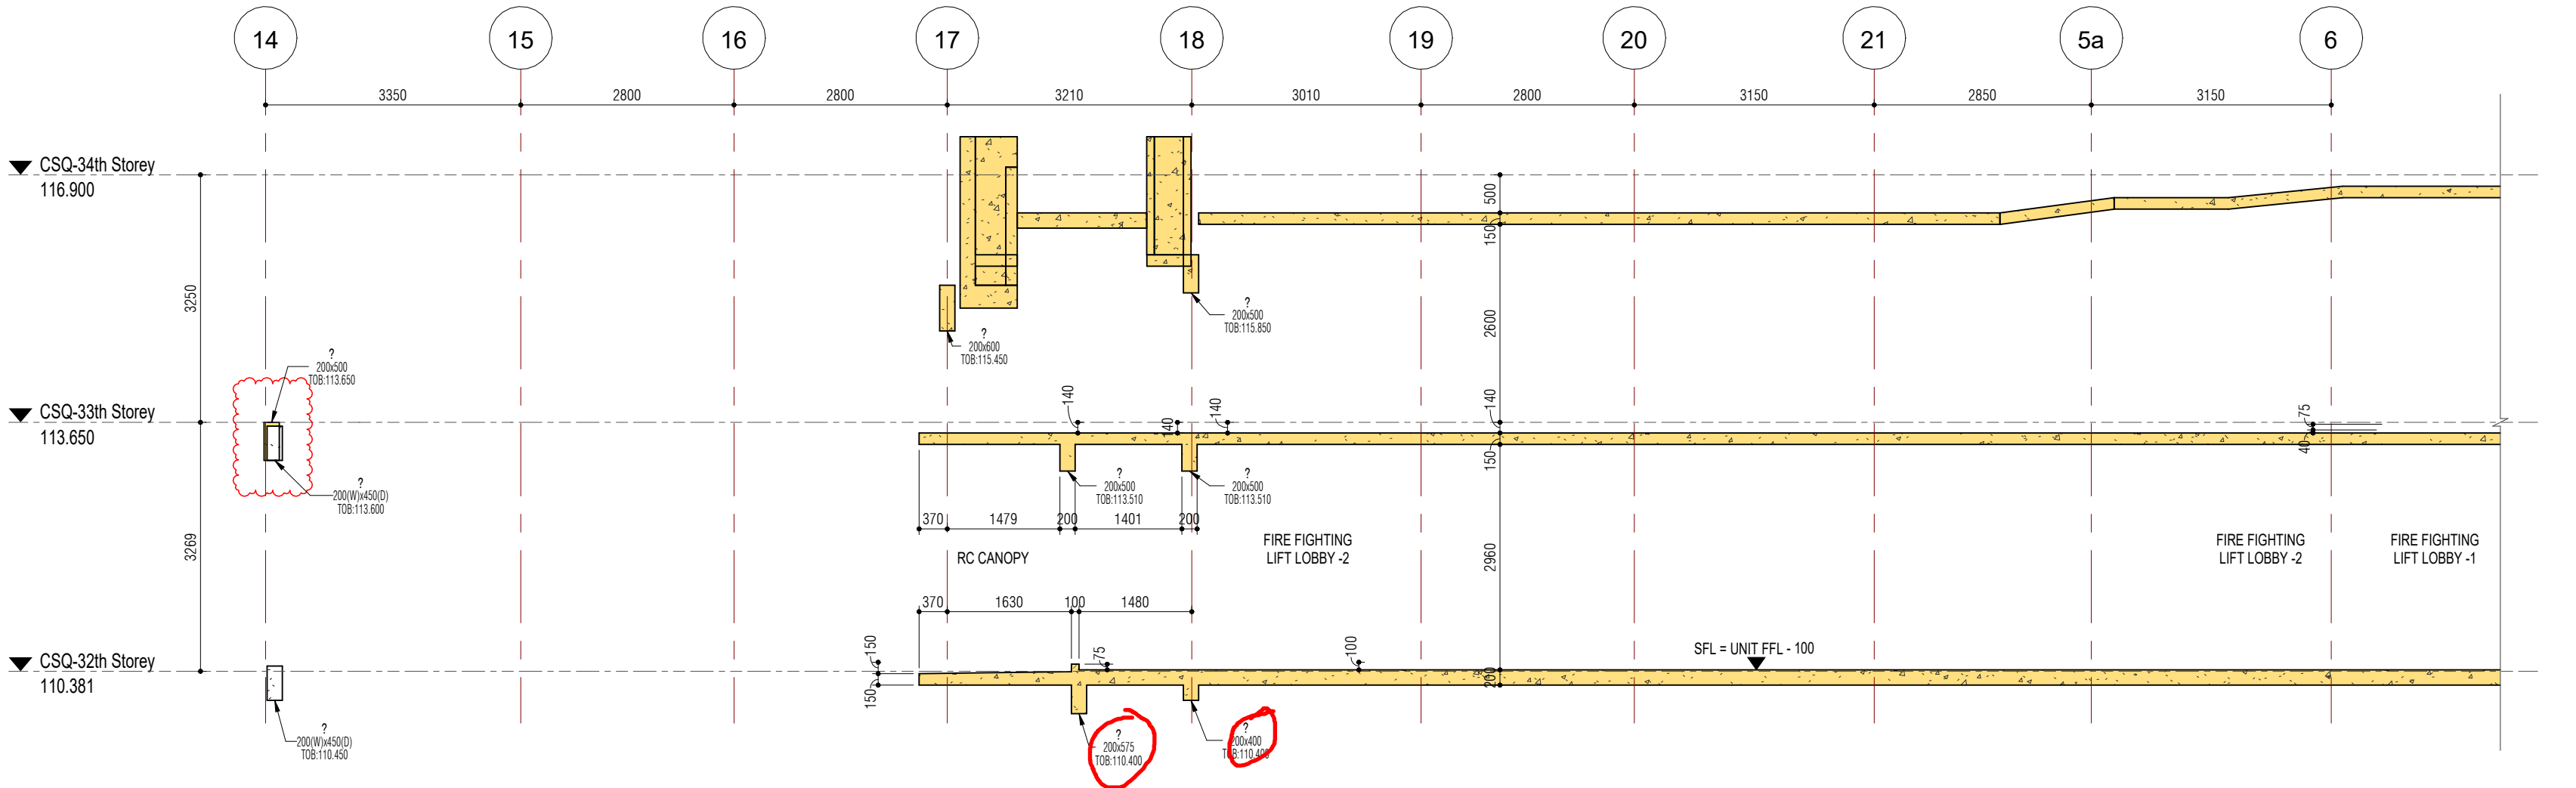 14
15
16
17
18
19
20
21
5a
6
3350
2800
2800
3210
3010
2800
3150
2850
3150
CSQ-34th Storey
116.900
500
150
3250
2600
?
200x500
TOB:115.850
?
200x600
TOB:115.450
?
200x500
TOB:113.650
CSQ-33th Storey
113.650
140
140
140
140
75
40
150
?
200(W)x450(D)
TOB:113.600
?
200x500
TOB:113.510
?
200x500
TOB:113.510
370
1479
200
1401
200
3269
2960
RC CANOPY
FIRE FIGHTING
LIFT LOBBY -2
FIRE FIGHTING
LIFT LOBBY -2
FIRE FIGHTING
LIFT LOBBY -1
370
1630
100
1480
150
75
100
SFL = UNIT FFL - 100
CSQ-32th Storey
110.381
150
200
?
200(W)x450(D)
TOB:110.450
?
200x575
TOB:110.400
?
200x400
TOB:110.400